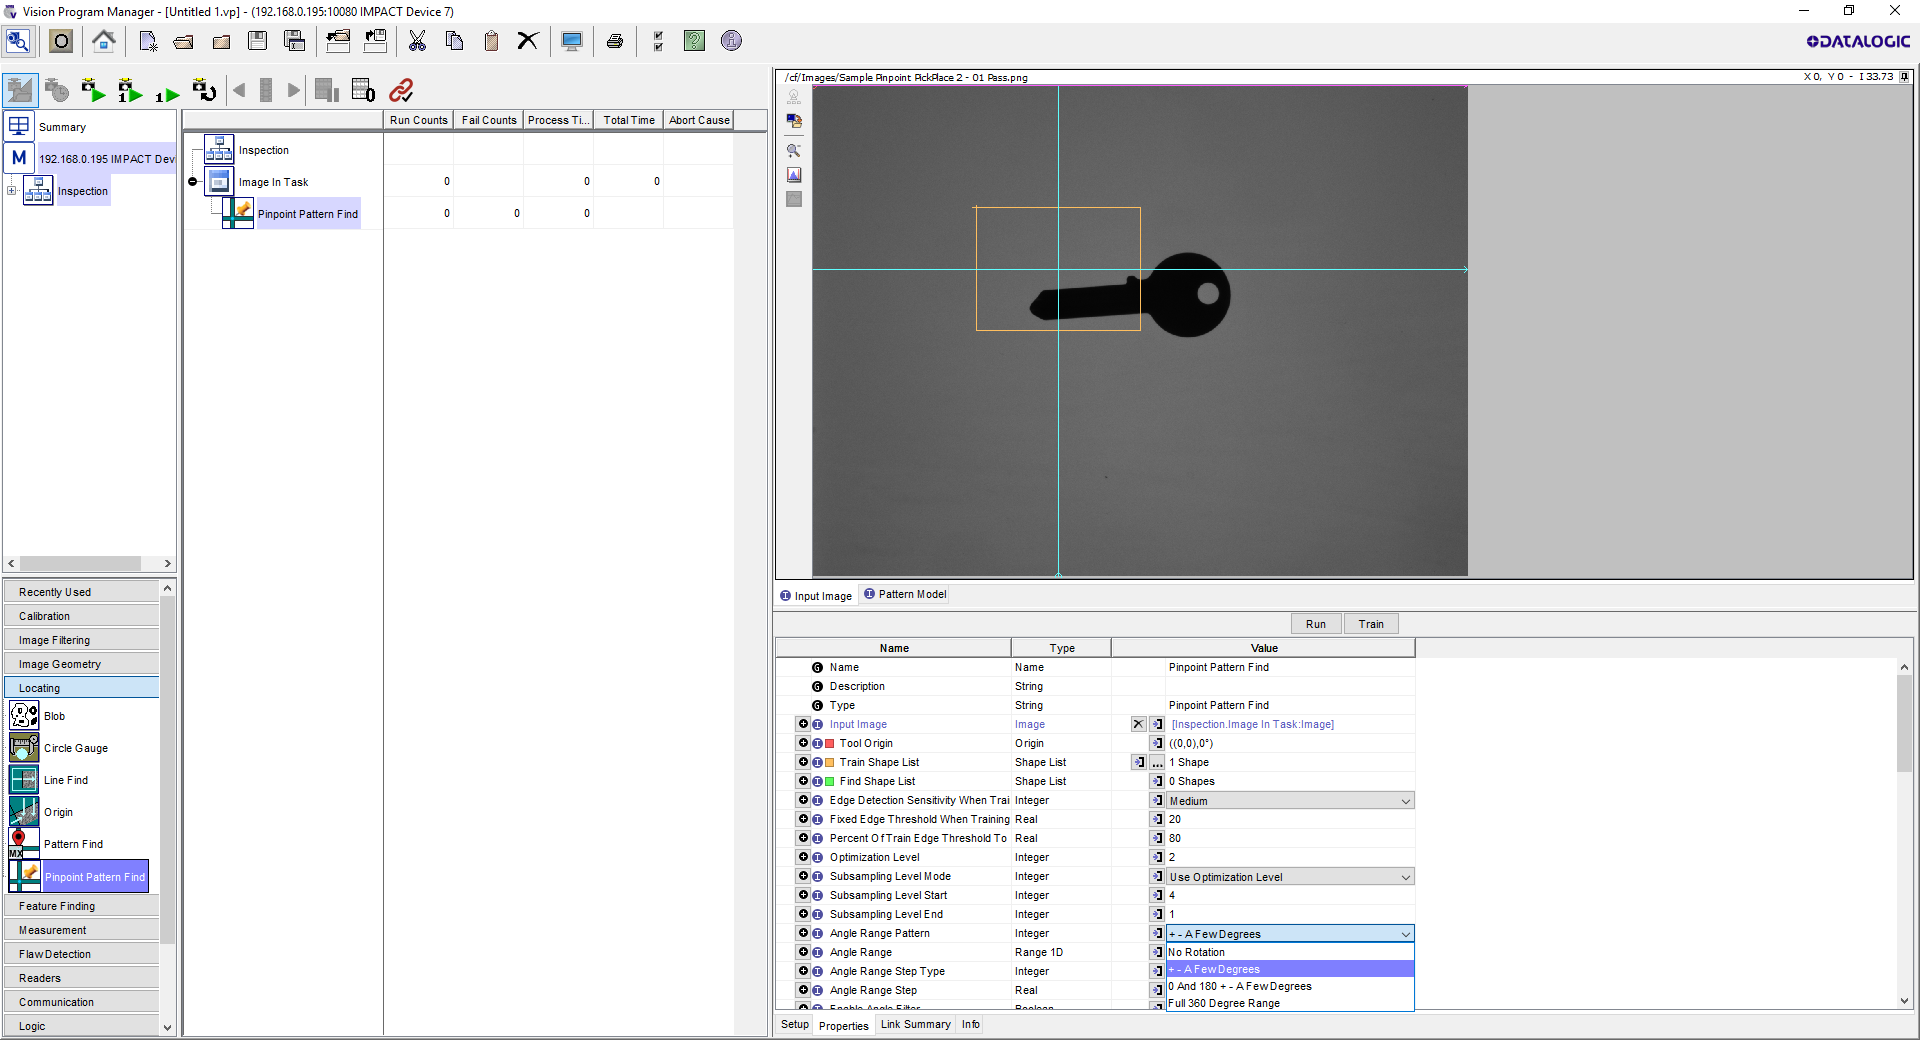 Vision Program Manager - [Untitled 1.vp] - (192.168.0.195:10080 IMPACT Device 7)
DATALOGIC
Summary
M 192.168.0.195 IMPACT Dev
Inspection
Run Counts Fail Counts Process Ti... Total Time Abort Cause
Inspection
Image In Task 0 0 0
Pinpoint Pattern Find 0 0 0
Recently Used
Calibration
Image Filtering
Image Geometry
Locating
Blob
Circle Gauge
Line Find
Origin
MX Pattern Find
Pinpoint Pattern Find
Feature Finding
Measurement
Flaw Detection
Readers
Communication
Logic
/cf/Images/Sample Pinpoint PickPlace 2 - 01 Pass.png X 0, Y 0 - I 33.73
Input Image Pattern Model
Run Train
Name Type Value
Name Name Pinpoint Pattern Find
Description String
Type String Pinpoint Pattern Find
Input Image Image [Inspection.Image In Task:Image]
Tool Origin Origin ((0,0),0°)
Train Shape List Shape List ... 1 Shape
Find Shape List Shape List 0 Shapes
Edge Detection Sensitivity When Trai Integer Medium
Fixed Edge Threshold When Training Real 20
Percent Of Train Edge Threshold To Real 80
Optimization Level Integer 2
Subsampling Level Mode Integer Use Optimization Level
Subsampling Level Start Integer 4
Subsampling Level End Integer 1
Angle Range Pattern Integer + - A Few Degrees
Angle Range Range 1D No Rotation
Angle Range Step Type Integer + - A Few Degrees
Angle Range Step Real 0 And 180 + - A Few Degrees
Enable Angle Filter Boolean Full 360 Degree Range
Setup Properties Link Summary Info